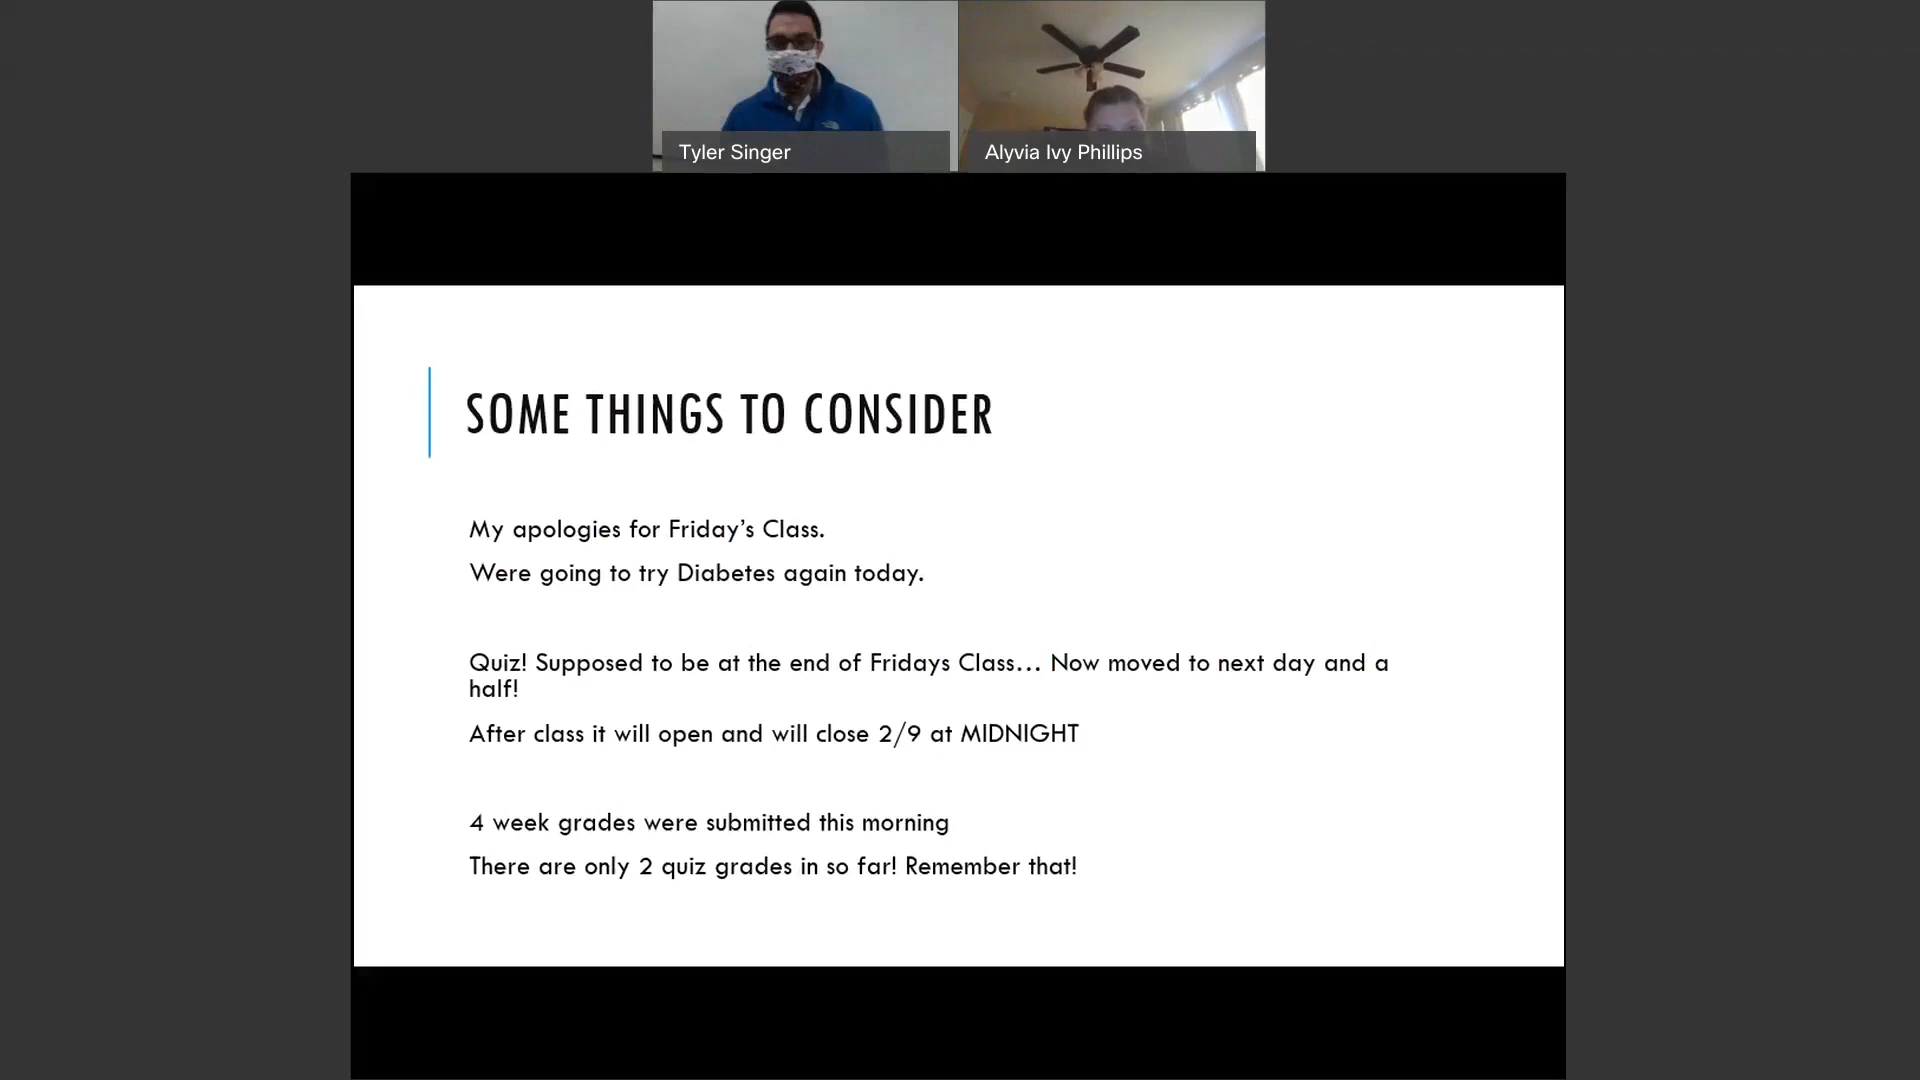 Tyler Singer
Alyvia Ivy Phillips
SOME THINGS TO CONSIDER
My apologies for Friday’s Class.
Were going to try Diabetes again today.
Quiz! Supposed to be at the end of Fridays Class… Now moved to next day and a
half!
After class it will open and will close 2/9 at MIDNIGHT
4 week grades were submitted this morning
There are only 2 quiz grades in so far! Remember that!